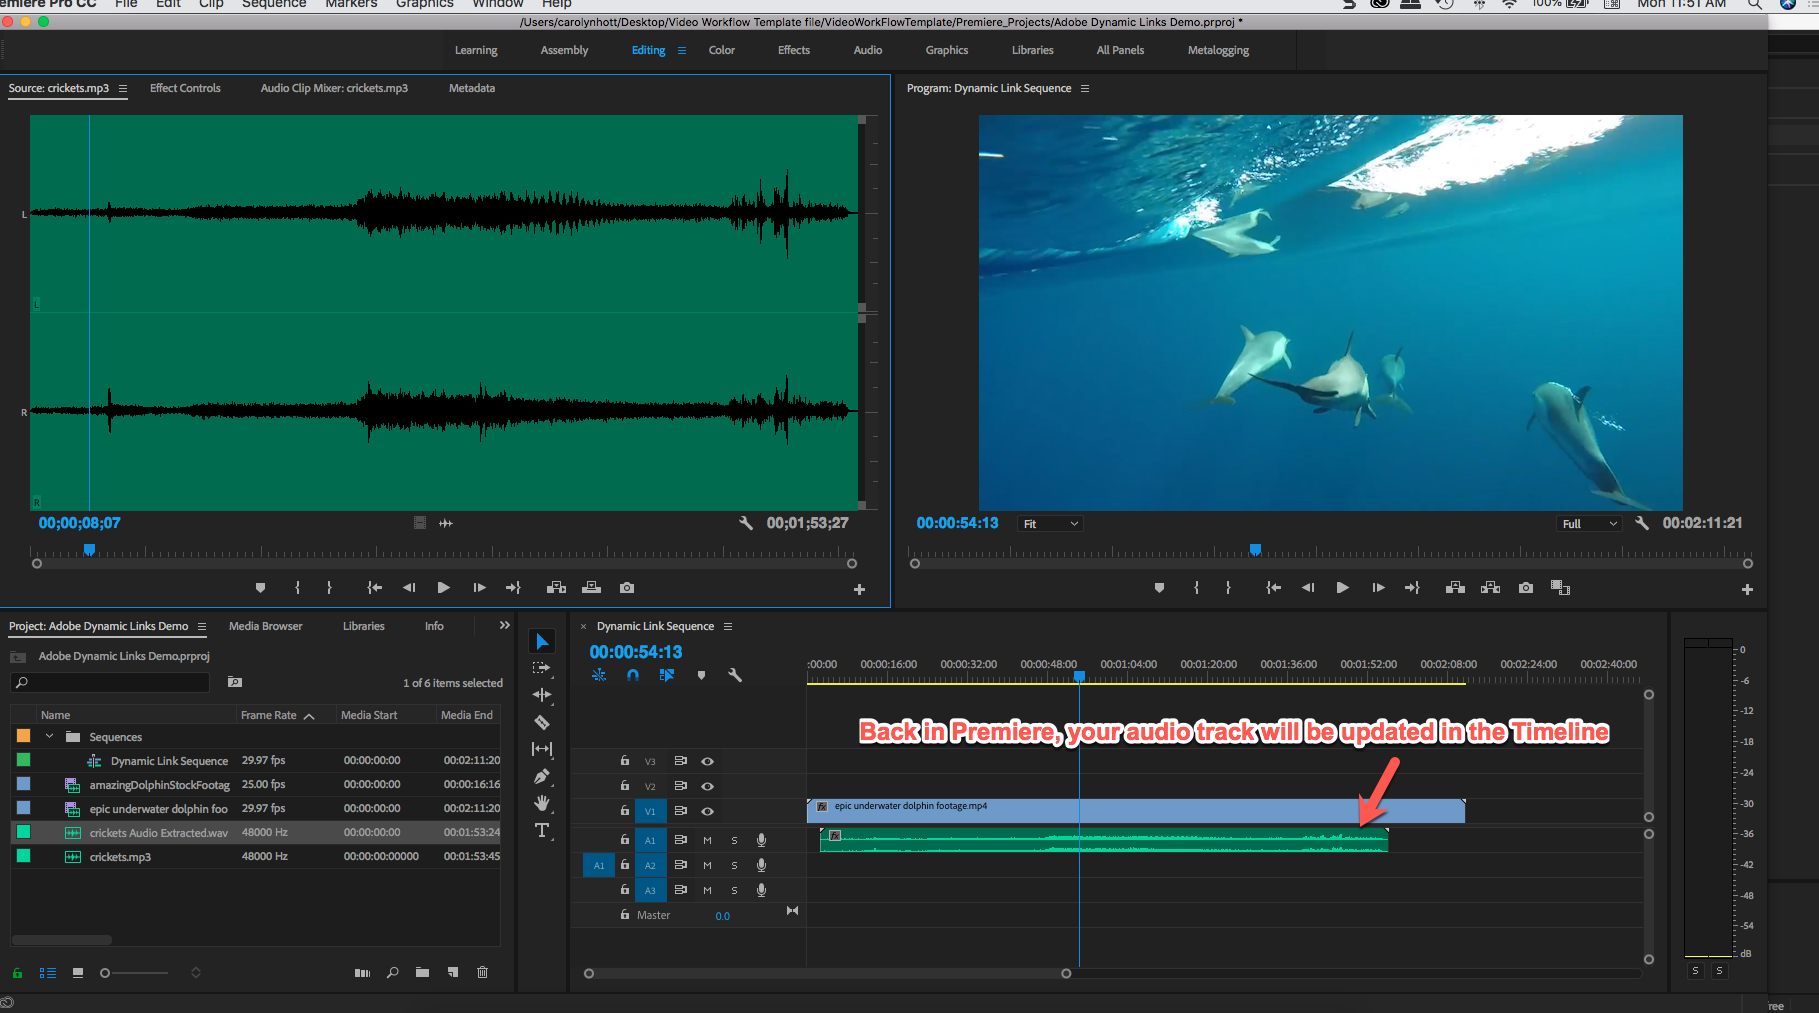 emiere Pro CC File Edit Clip Sequence Markers Graphics Window Help 100% Mon 11:51 AM
/Users/carolynhott/Desktop/Video Workflow Template file/VideoWorkFlowTemplate/Premiere_Projects/Adobe Dynamic Links Demo.prproj *
Learning Assembly Editing Color Effects Audio Graphics Libraries All Panels Metalogging
Source: crickets.mp3 Effect Controls Audio Clip Mixer: crickets.mp3 Metadata
Program: Dynamic Link Sequence
L
L
R
R
00;00;08;07 00;01;53;27
00:00:54:13 Fit Full 00:02:11:21
Project: Adobe Dynamic Links Demo Media Browser Libraries Info
Adobe Dynamic Links Demo.prproj
1 of 6 items selected
Name Frame Rate Media Start Media End
Sequences
Dynamic Link Sequence 29.97 fps 00:00:00:00 00:02:11:20
amazingDolphinStockFootag 25.00 fps 00:00:00:00 00:00:16:16
epic underwater dolphin foo 29.97 fps 00:00:00:00 00:02:11:20
crickets Audio Extracted.wav 48000 Hz 00:00:00:00 00:01:53:24
crickets.mp3 48000 Hz 00:00:00:00000 00:01:53:45
T
× Dynamic Link Sequence
00:00:54:13
:00:00 00:00:16:00 00:00:32:00 00:00:48:00 00:01:04:00 00:01:20:00 00:01:36:00 00:01:52:00 00:02:08:00 00:02:24:00 00:02:40:00
Back in Premiere, your audio track will be updated in the Timeline
V3
V2
V1 fx epic underwater dolphin footage.mp4
A1 M S fx
A1 A2 M S
A3 M S
Master 0.0
0
-6
-12
-18
-24
-30
-36
-42
-48
-54
dB
S S
ree